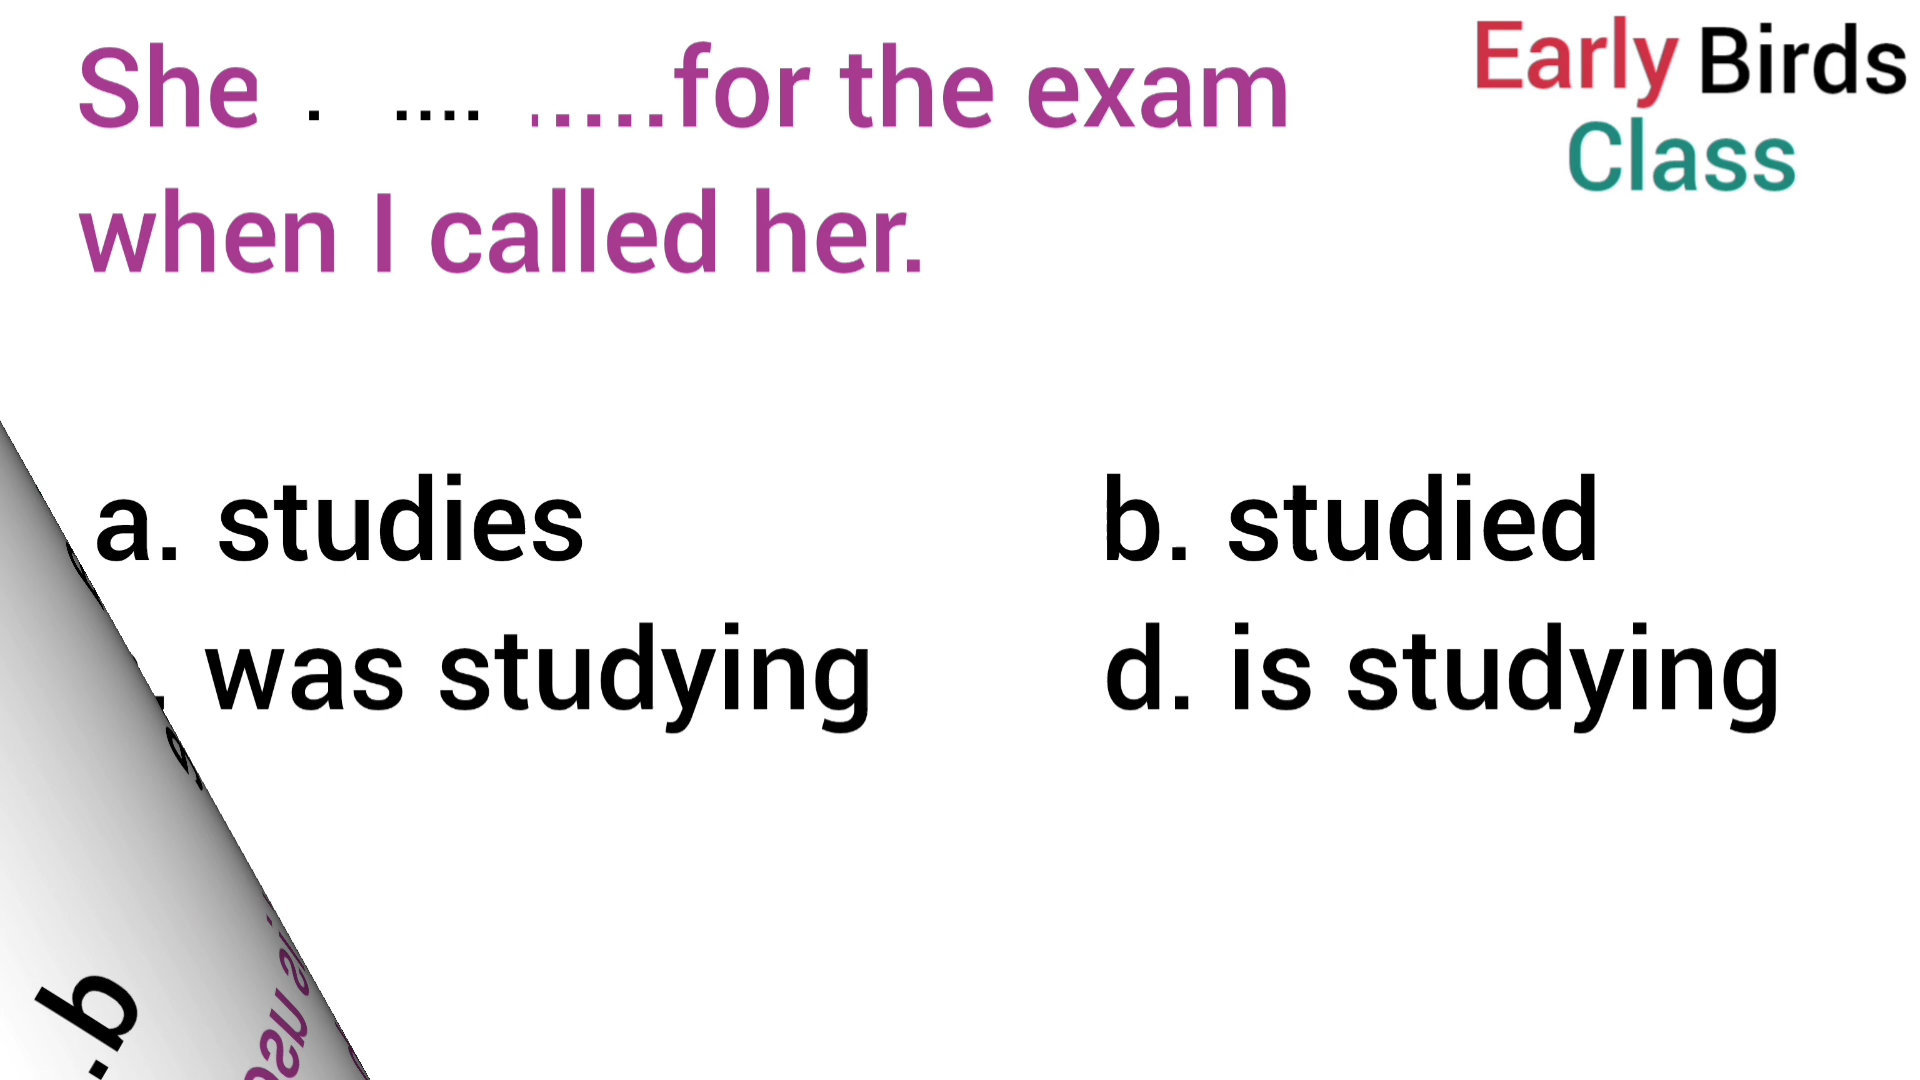 She . .... .....for the exam
when I called her.
Early Birds
Class
a. studies
b. studied
. was studying
d. is studying